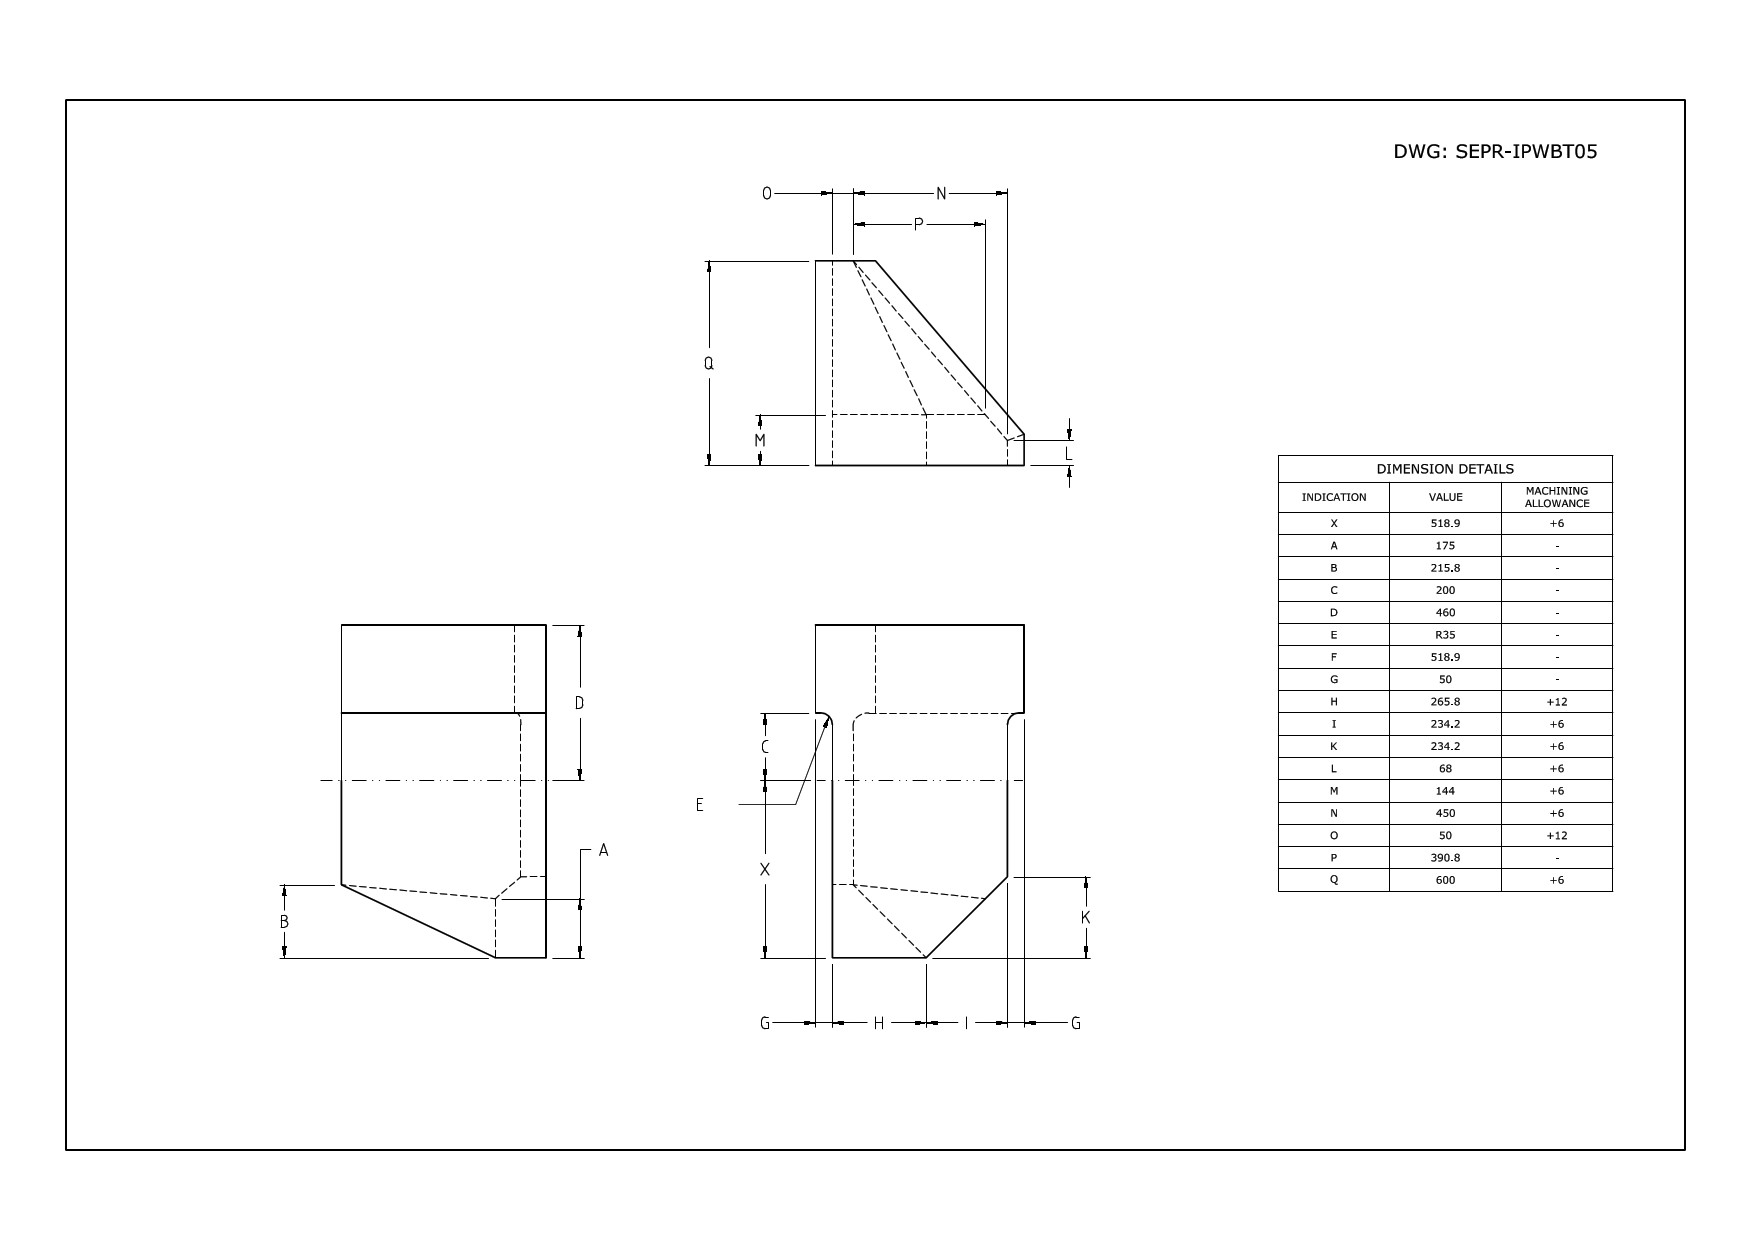 DWG: SEPR-IPWBT05
O
N
P
Q
M
L
DIMENSION DETAILS
INDICATION VALUE MACHINING ALLOWANCE
X 518.9 +6
A 175 -
B 215.8 -
C 200 -
D 460 -
E R35 -
F 518.9 -
G 50 -
H 265.8 +12
I 234.2 +6
K 234.2 +6
L 68 +6
M 144 +6
N 450 +6
O 50 +12
P 390.8 -
Q 600 +6
D
C
E
A
X
B
K
G H I G